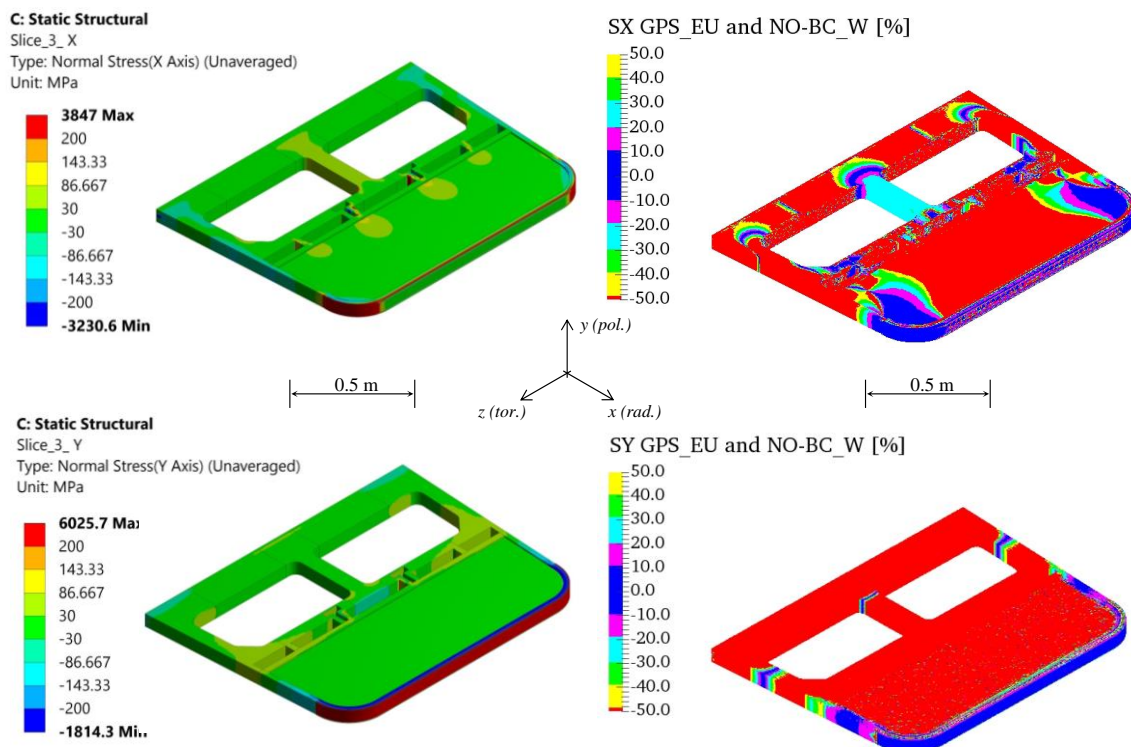 C: Static Structural
Slice_3_ X
Type: Normal Stress(X Axis) (Unaveraged)
Unit: MPa
3847 Max
200
143.33
86.667
30
-30
-86.667
-143.33
-200
-3230.6 Min
SX GPS_EU and NO-BC_W [%]
50.0
40.0
30.0
20.0
10.0
0.0
-10.0
-20.0
-30.0
-40.0
-50.0
y (pol.)
z (tor.)
x (rad.)
0.5 m
0.5 m
C: Static Structural
Slice_3_ Y
Type: Normal Stress(Y Axis) (Unaveraged)
Unit: MPa
6025.7 Max
200
143.33
86.667
30
-30
-86.667
-143.33
-200
-1814.3 Min
SY GPS_EU and NO-BC_W [%]
50.0
40.0
30.0
20.0
10.0
0.0
-10.0
-20.0
-30.0
-40.0
-50.0